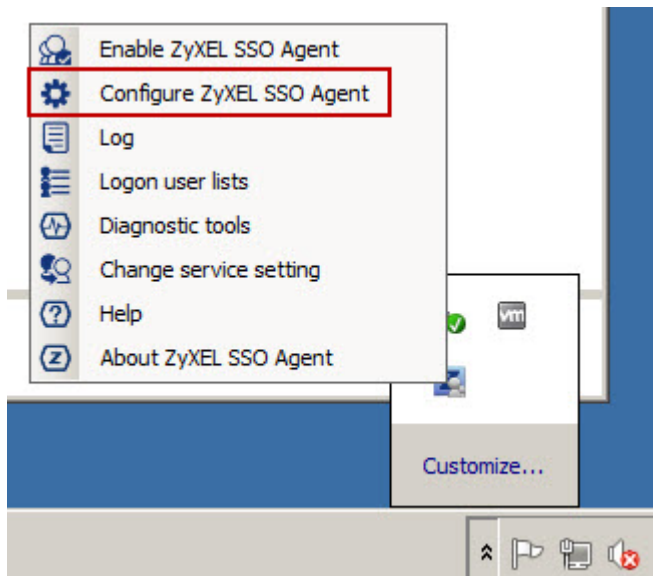 Enable ZyXEL SSO Agent
Configure ZyXEL SSO Agent
Log
Logon user lists
Diagnostic tools
Change service setting
Help
About ZyXEL SSO Agent
vm
Customize...